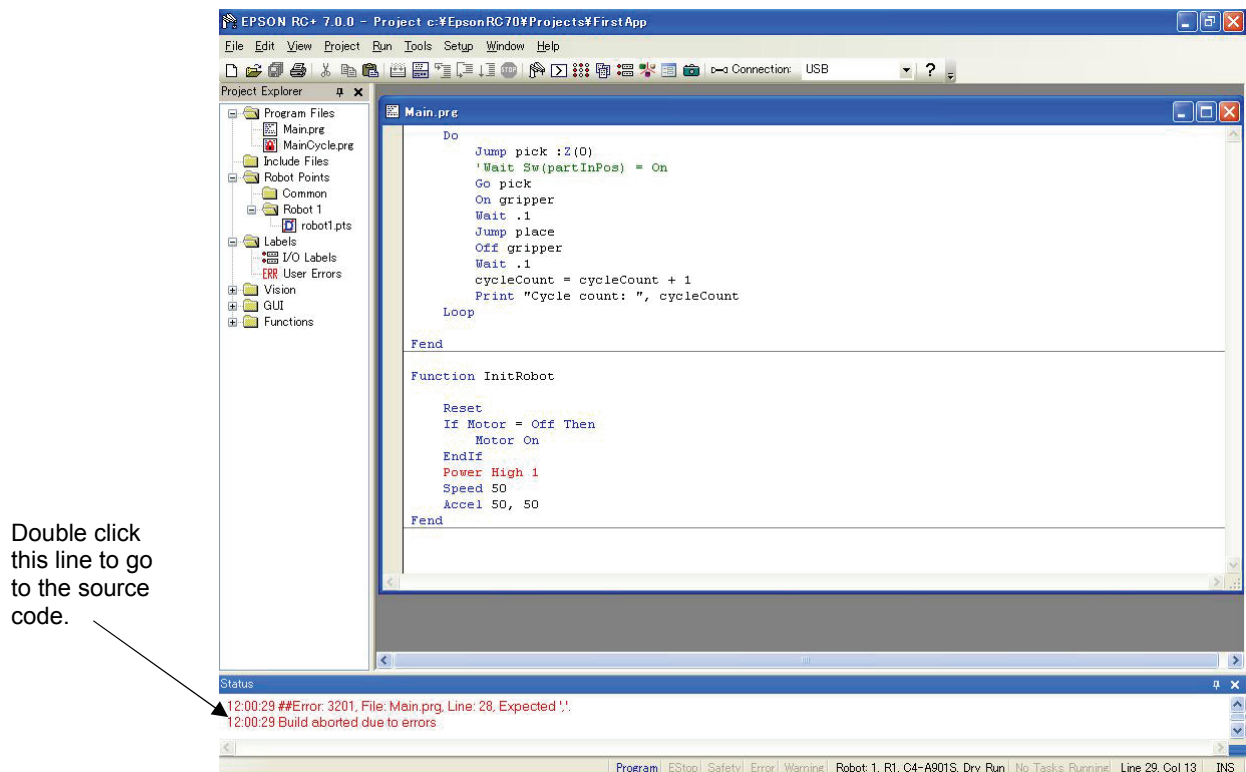 EPSON RC+ 7.0.0 - Project c:¥EpsonRC70¥Projects¥FirstApp
File Edit View Project Run Tools Setup Window Help
STOP Connection: USB ?
Project Explorer
Program Files
Main.prg
MainCycle.prg
Include Files
Robot Points
Common
Robot 1
robot1.pts
Labels
I/O Labels
ERR User Errors
Vision
GUI
Functions
Main.prg
Do
Jump pick :Z(0)
'Wait Sw(partInPos) = On
Go pick
On gripper
Wait .1
Jump place
Off gripper
Wait .1
cycleCount = cycleCount + 1
Print "Cycle count: ", cycleCount
Loop
Fend
Function InitRobot
Reset
If Motor = Off Then
Motor On
EndIf
Power High 1
Speed 50
Accel 50, 50
Fend
Double click
this line to go
to the source
code.
Status
12:00:29 ##Error: 3201, File: Main.prg, Line: 28, Expected ','.
12:00:29 Build aborted due to errors
Program EStop Safety Error Warning Robot: 1, R1, C4-A901S, Dry Run No Tasks Running Line 29, Col 13 INS